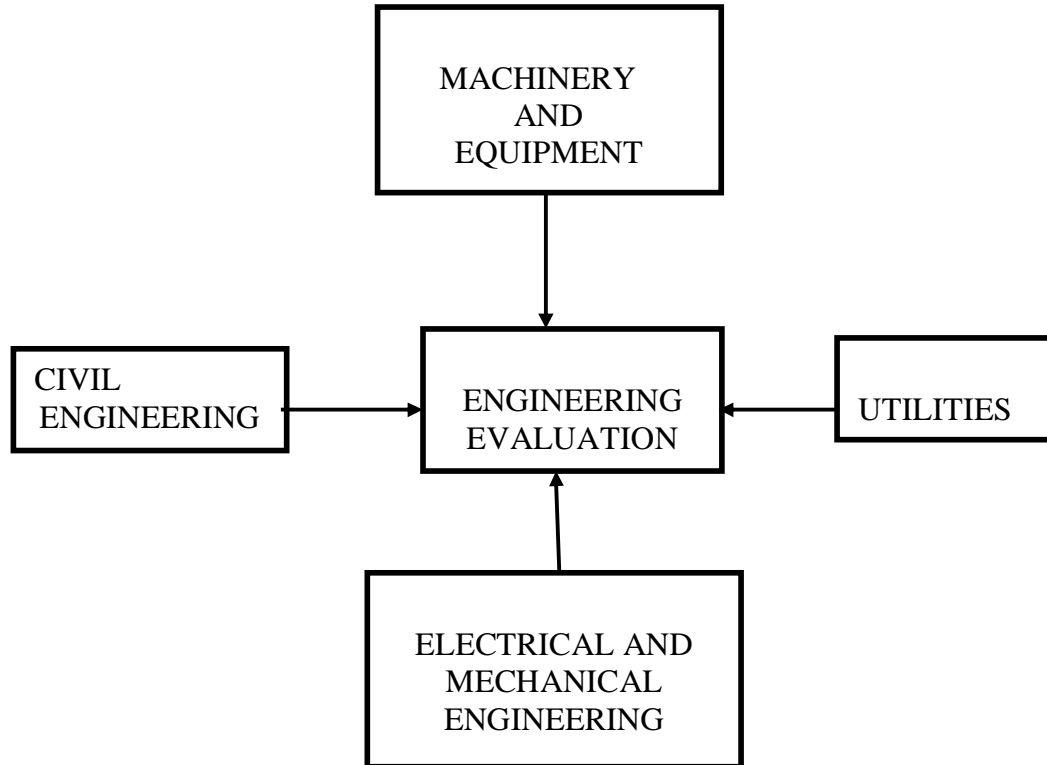 MACHINERY
AND
EQUIPMENT
CIVIL
ENGINEERING
ENGINEERING
EVALUATION
UTILITIES
ELECTRICAL AND
MECHANICAL
ENGINEERING